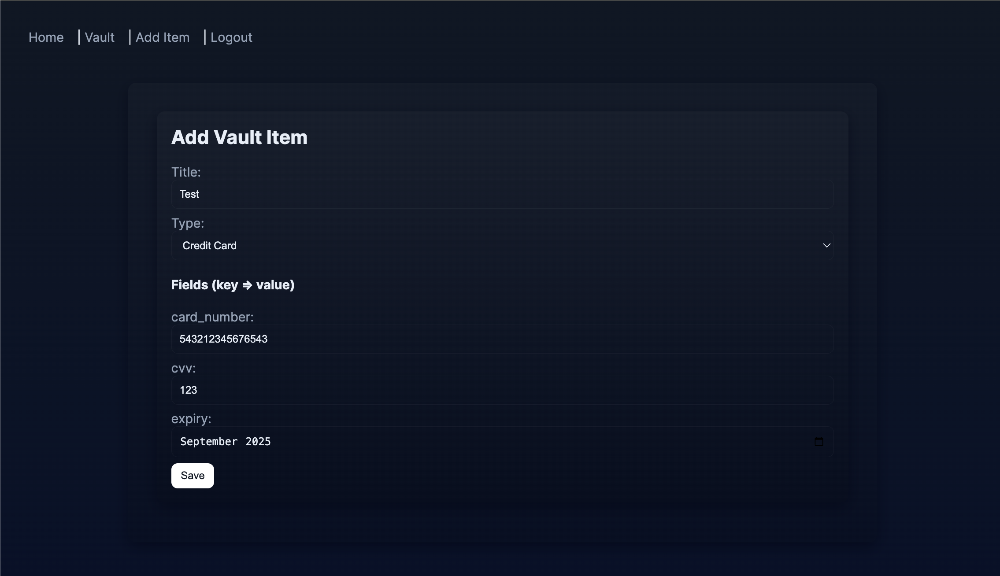 Home | Vault | Add Item | Logout
Add Vault Item
Title:
Test
Type:
Credit Card
Fields (key ⇒ value)
card_number:
543212345676543
cvv:
123
expiry:
September 2025
Save